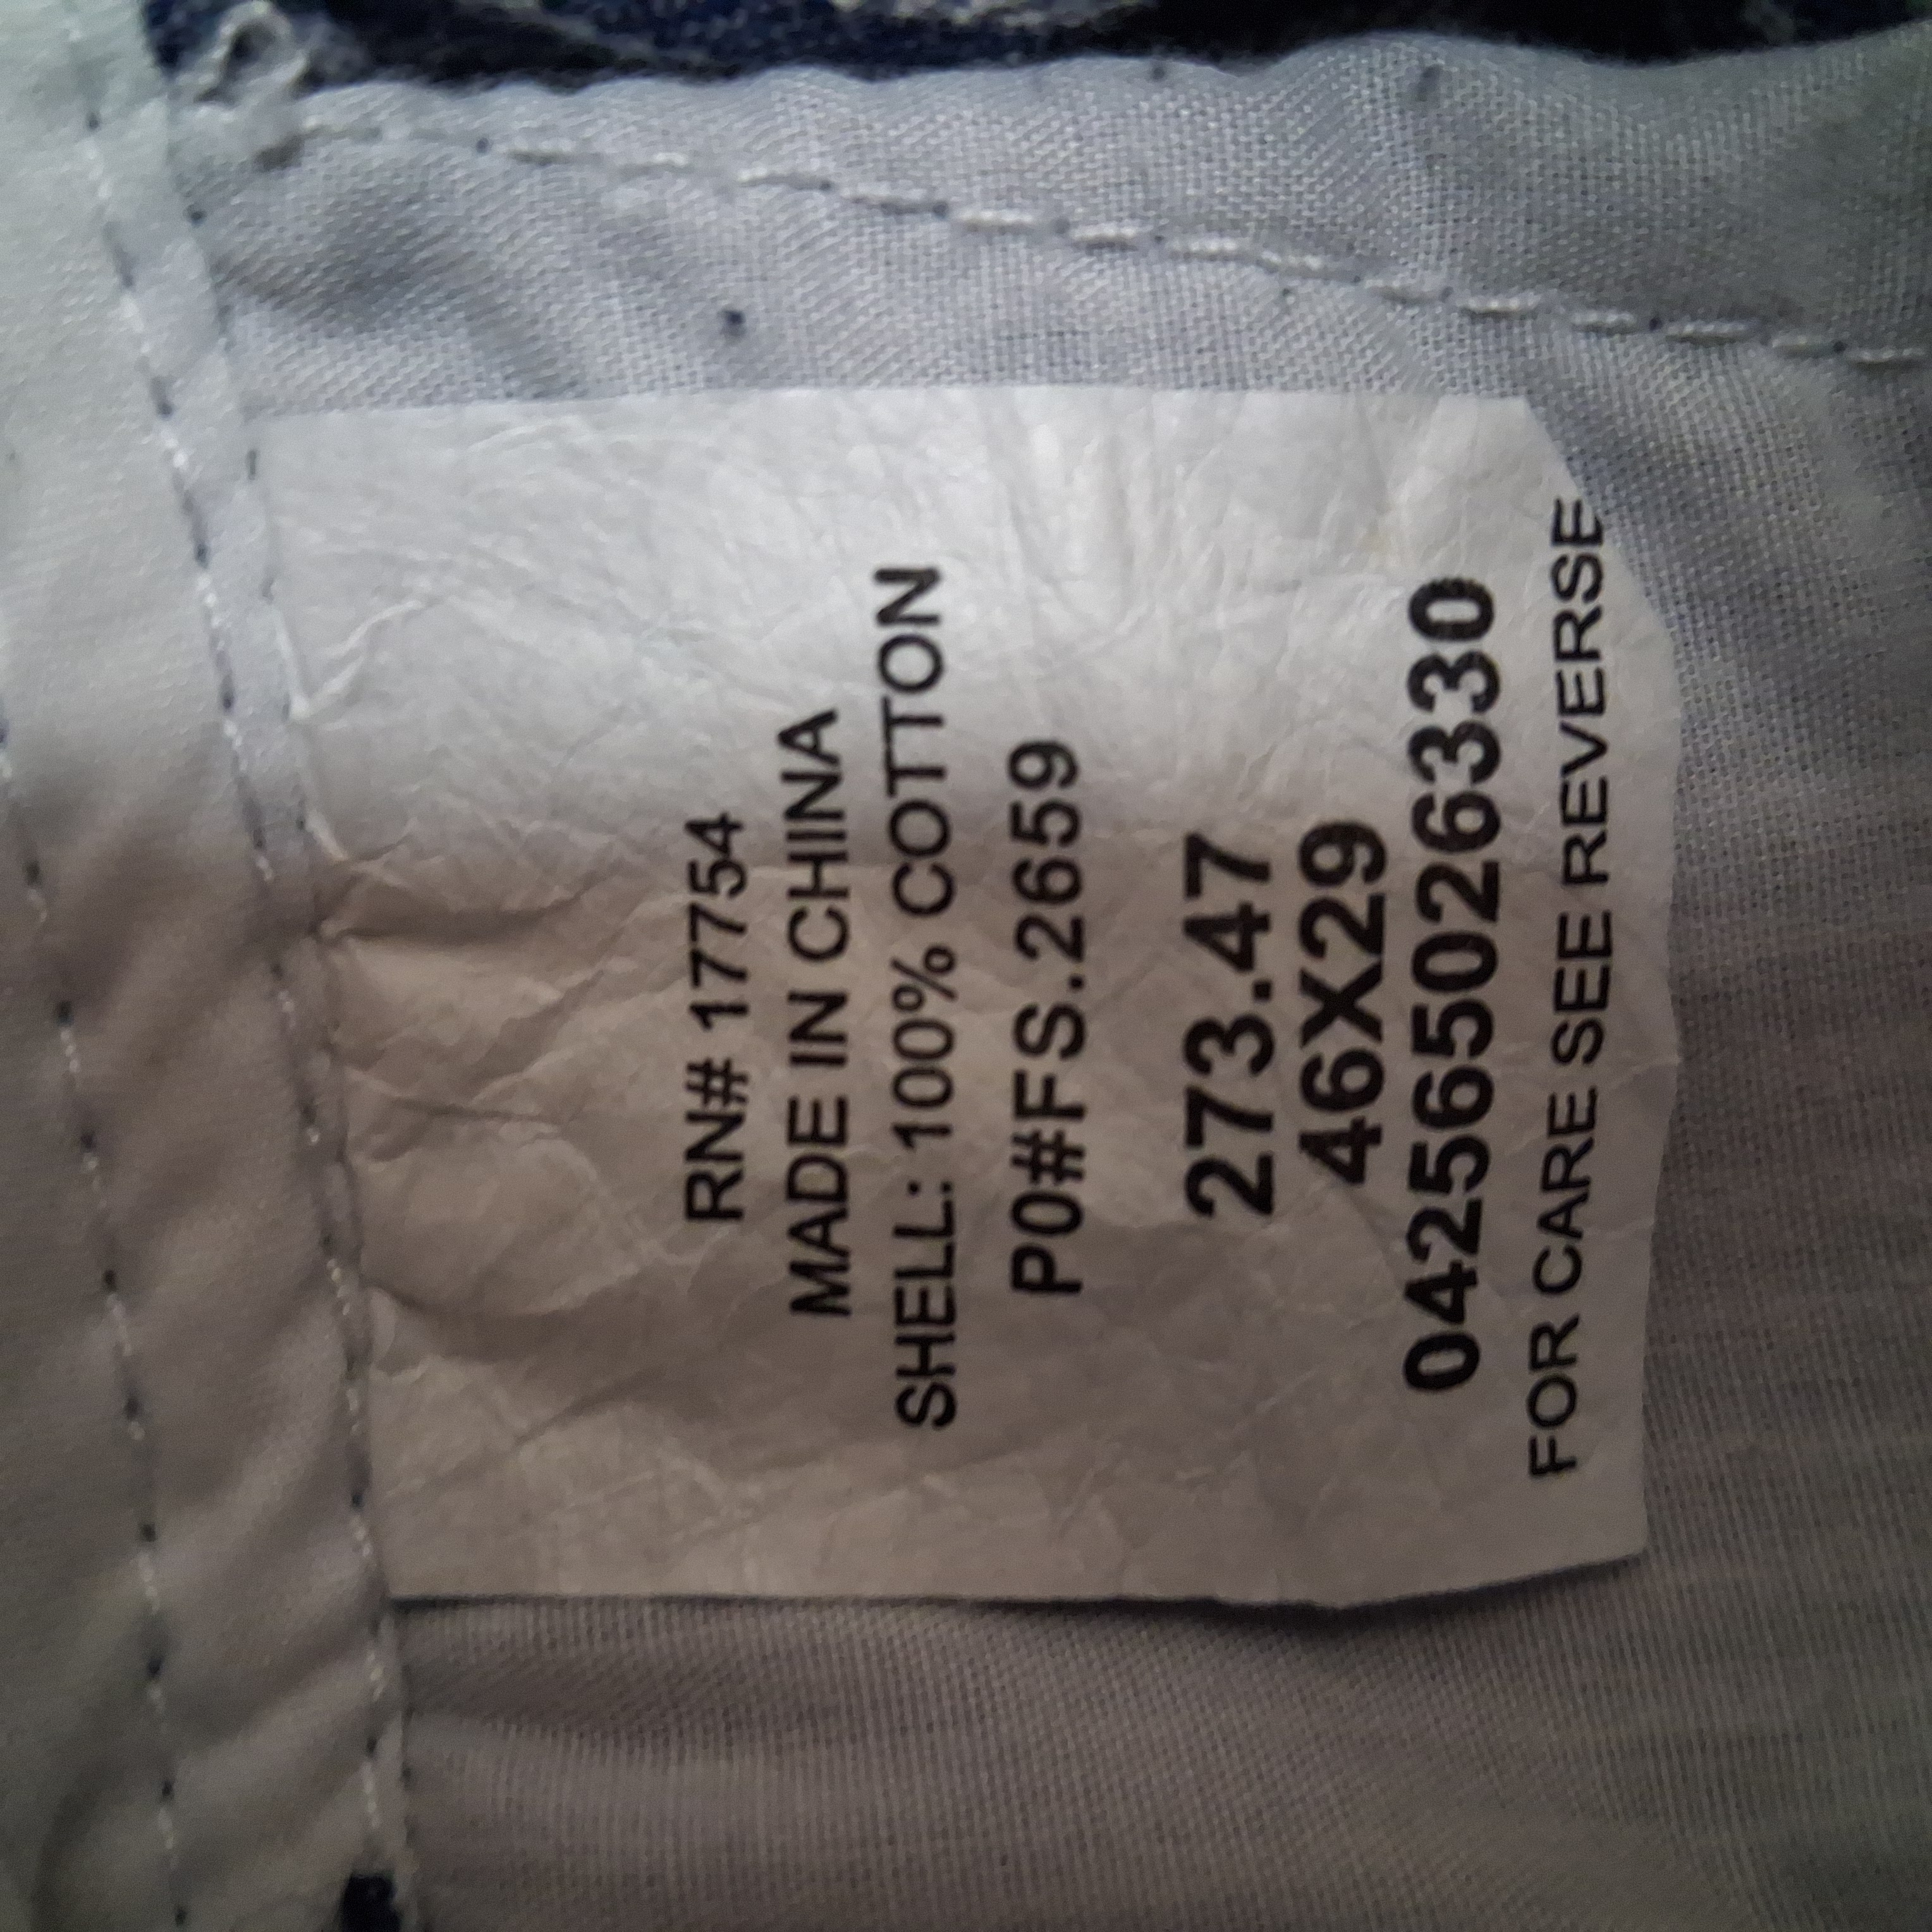 RN# 17754
MADE IN CHINA
SHELL: 100% COTTON
P0#FS.2659
273.47
46X29
042565026330
FOR CARE SEE REVERSE